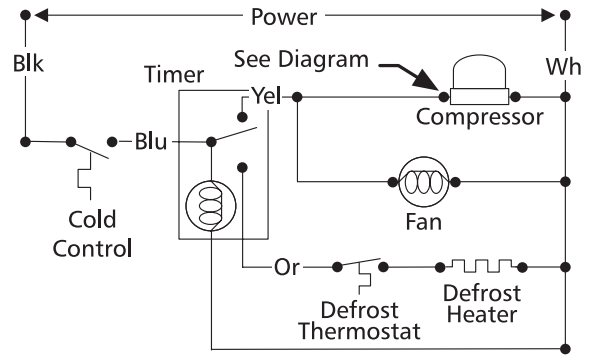 Power
Blk
See Diagram
Wh
Timer
Yel
Compressor
Blu
Cold
Control
Fan
Or
Defrost
Thermostat
Defrost
Heater